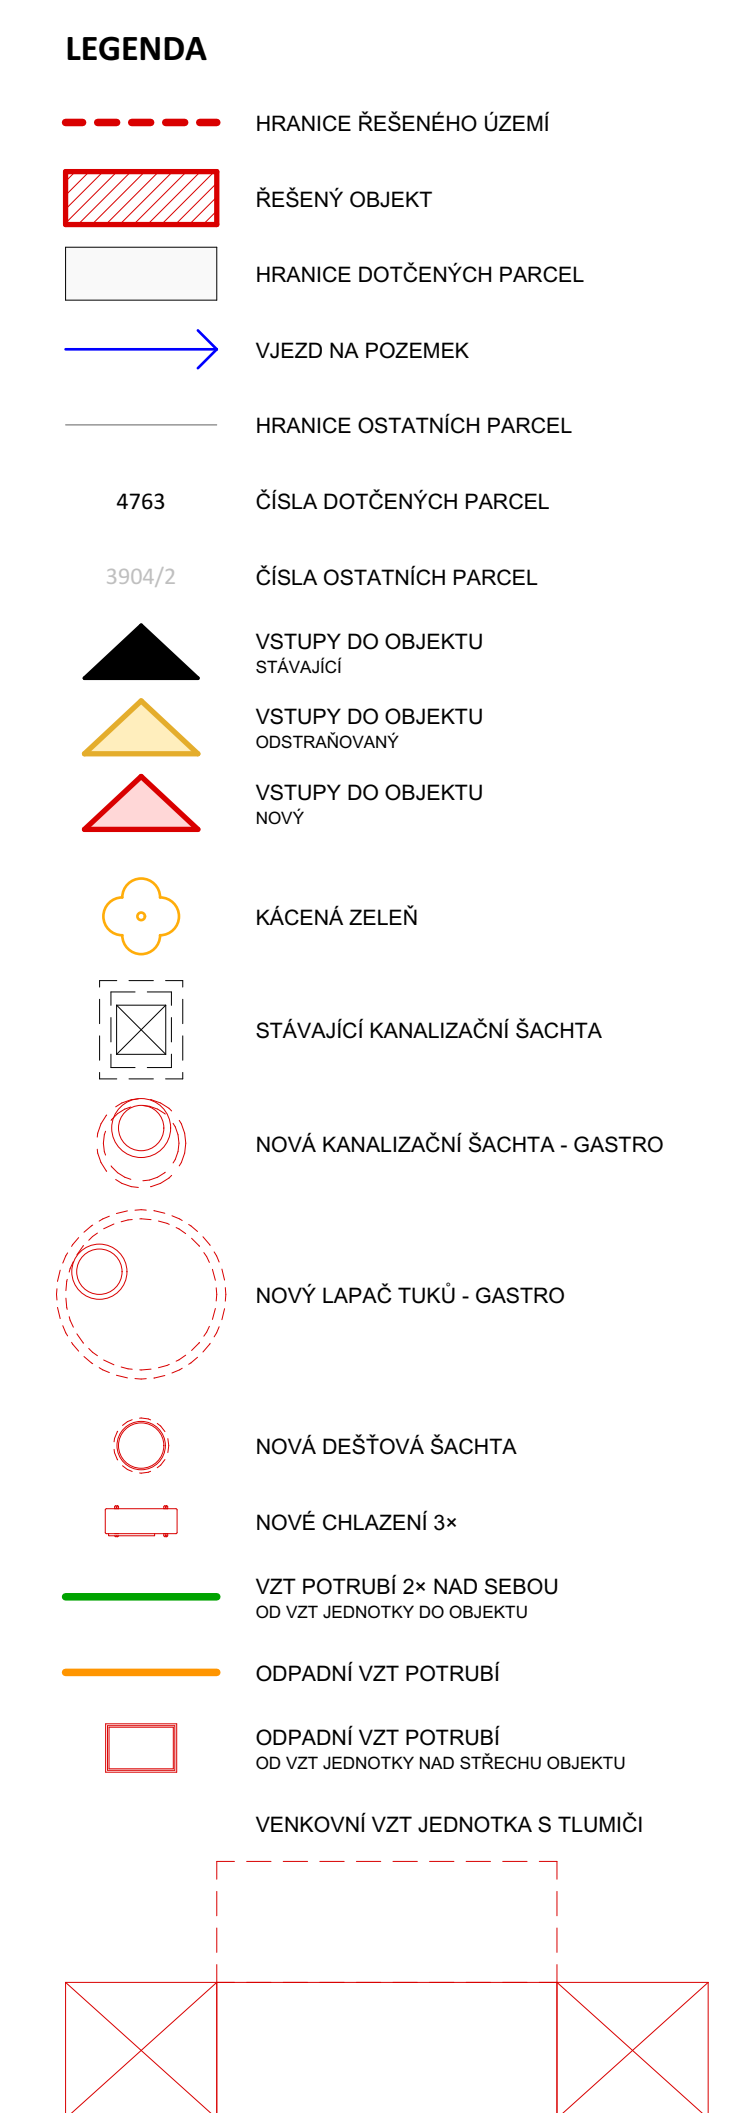 LEGENDA
HRANICE ŘEŠENÉHO ÚZEMÍ
ŘEŠENÝ OBJEKT
HRANICE DOTČENÝCH PARCEL
VJEZD NA POZEMEK
HRANICE OSTATNÍCH PARCEL
4763 ČÍSLA DOTČENÝCH PARCEL
3904/2 ČÍSLA OSTATNÍCH PARCEL
VSTUPY DO OBJEKTU
STÁVAJÍCÍ
VSTUPY DO OBJEKTU
ODSTRAŇOVANÝ
VSTUPY DO OBJEKTU
NOVÝ
KÁCENÁ ZELEŇ
STÁVAJÍCÍ KANALIZAČNÍ ŠACHTA
NOVÁ KANALIZAČNÍ ŠACHTA - GASTRO
NOVÝ LAPAČ TUKŮ - GASTRO
NOVÁ DEŠŤOVÁ ŠACHTA
NOVÉ CHLAZENÍ 3×
VZT POTRUBÍ 2× NAD SEBOU
OD VZT JEDNOTKY DO OBJEKTU
ODPADNÍ VZT POTRUBÍ
ODPADNÍ VZT POTRUBÍ
OD VZT JEDNOTKY NAD STŘECHU OBJEKTU
VENKOVNÍ VZT JEDNOTKA S TLUMIČI